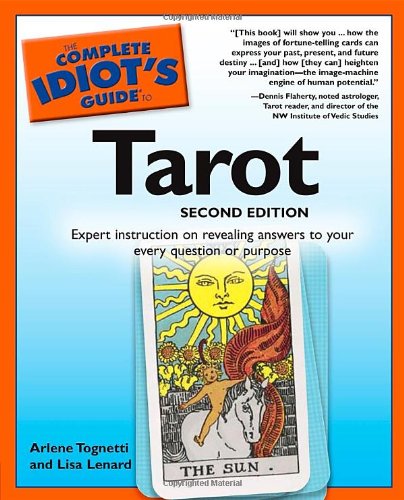 THE
COMPLETE
IDIOT'S
GUIDE® TO
"[This book] will show you ... how the
images of fortune-telling cards can
express your past, present, and future
destiny ... [and] how [they can] heighten
your imagination—the image-machine
engine of human potential."
—Dennis Flaherty, noted astrologer,
Tarot reader, and director of the
NW Institute of Vedic Studies
Tarot
SECOND EDITION
Expert instruction on revealing answers to your
every question or purpose
Arlene Tognetti
and Lisa Lenard
THE SUN.